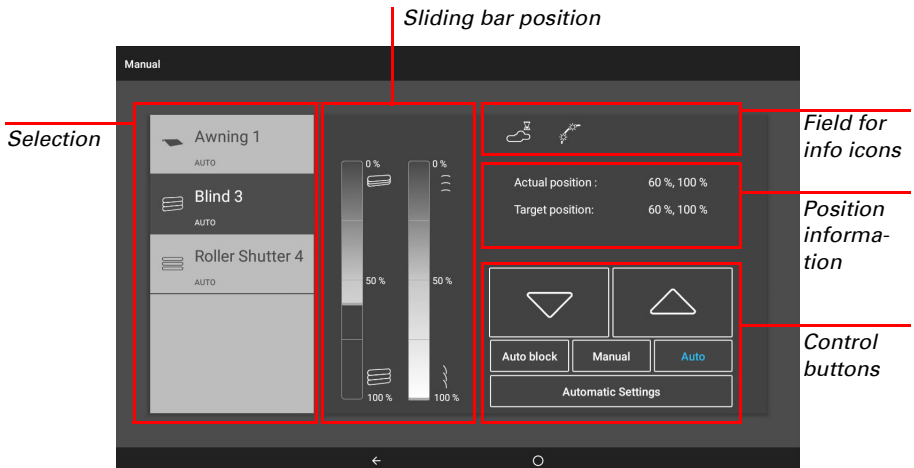 Sliding bar position
Manual
Selection
Awning 1
AUTO
Blind 3
AUTO
Roller Shutter 4
AUTO
0 %
50 %
100 %
0 %
50 %
100 %
Actual position : 60 %, 100 %
Target position: 60 %, 100 %
Auto block
Manual
Auto
Automatic Settings
Field for
info icons
Position
informa-
tion
Control
buttons